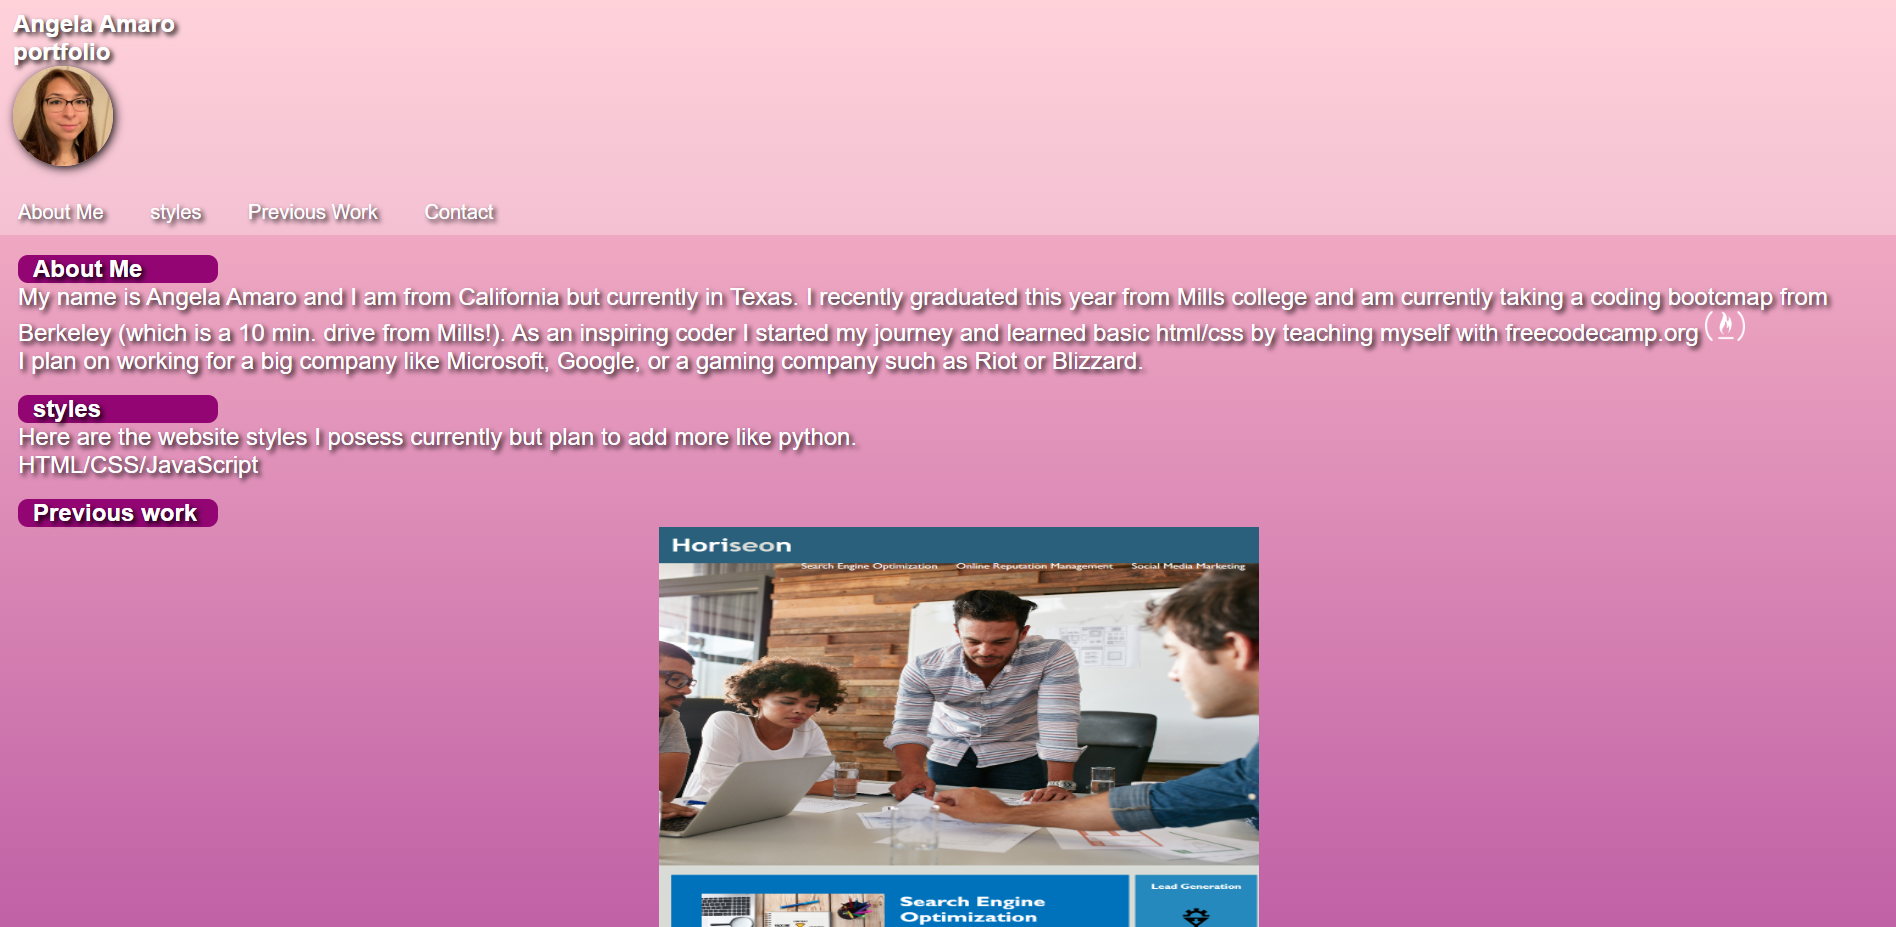 Angela Amaro
portfolio
About Me styles Previous Work Contact
About Me
My name is Angela Amaro and I am from California but currently in Texas. I recently graduated this year from Mills college and am currently taking a coding bootcmap from
Berkeley (which is a 10 min. drive from Mills!). As an inspiring coder I started my journey and learned basic html/css by teaching myself with freecodecamp.org
I plan on working for a big company like Microsoft, Google, or a gaming company such as Riot or Blizzard.
styles
Here are the website styles I posess currently but plan to add more like python.
HTML/CSS/JavaScript
Previous work
Horiseon
Search Engine Optimization Online Reputation Management Social Media Marketing
Search Engine
Optimization
Lead Generation